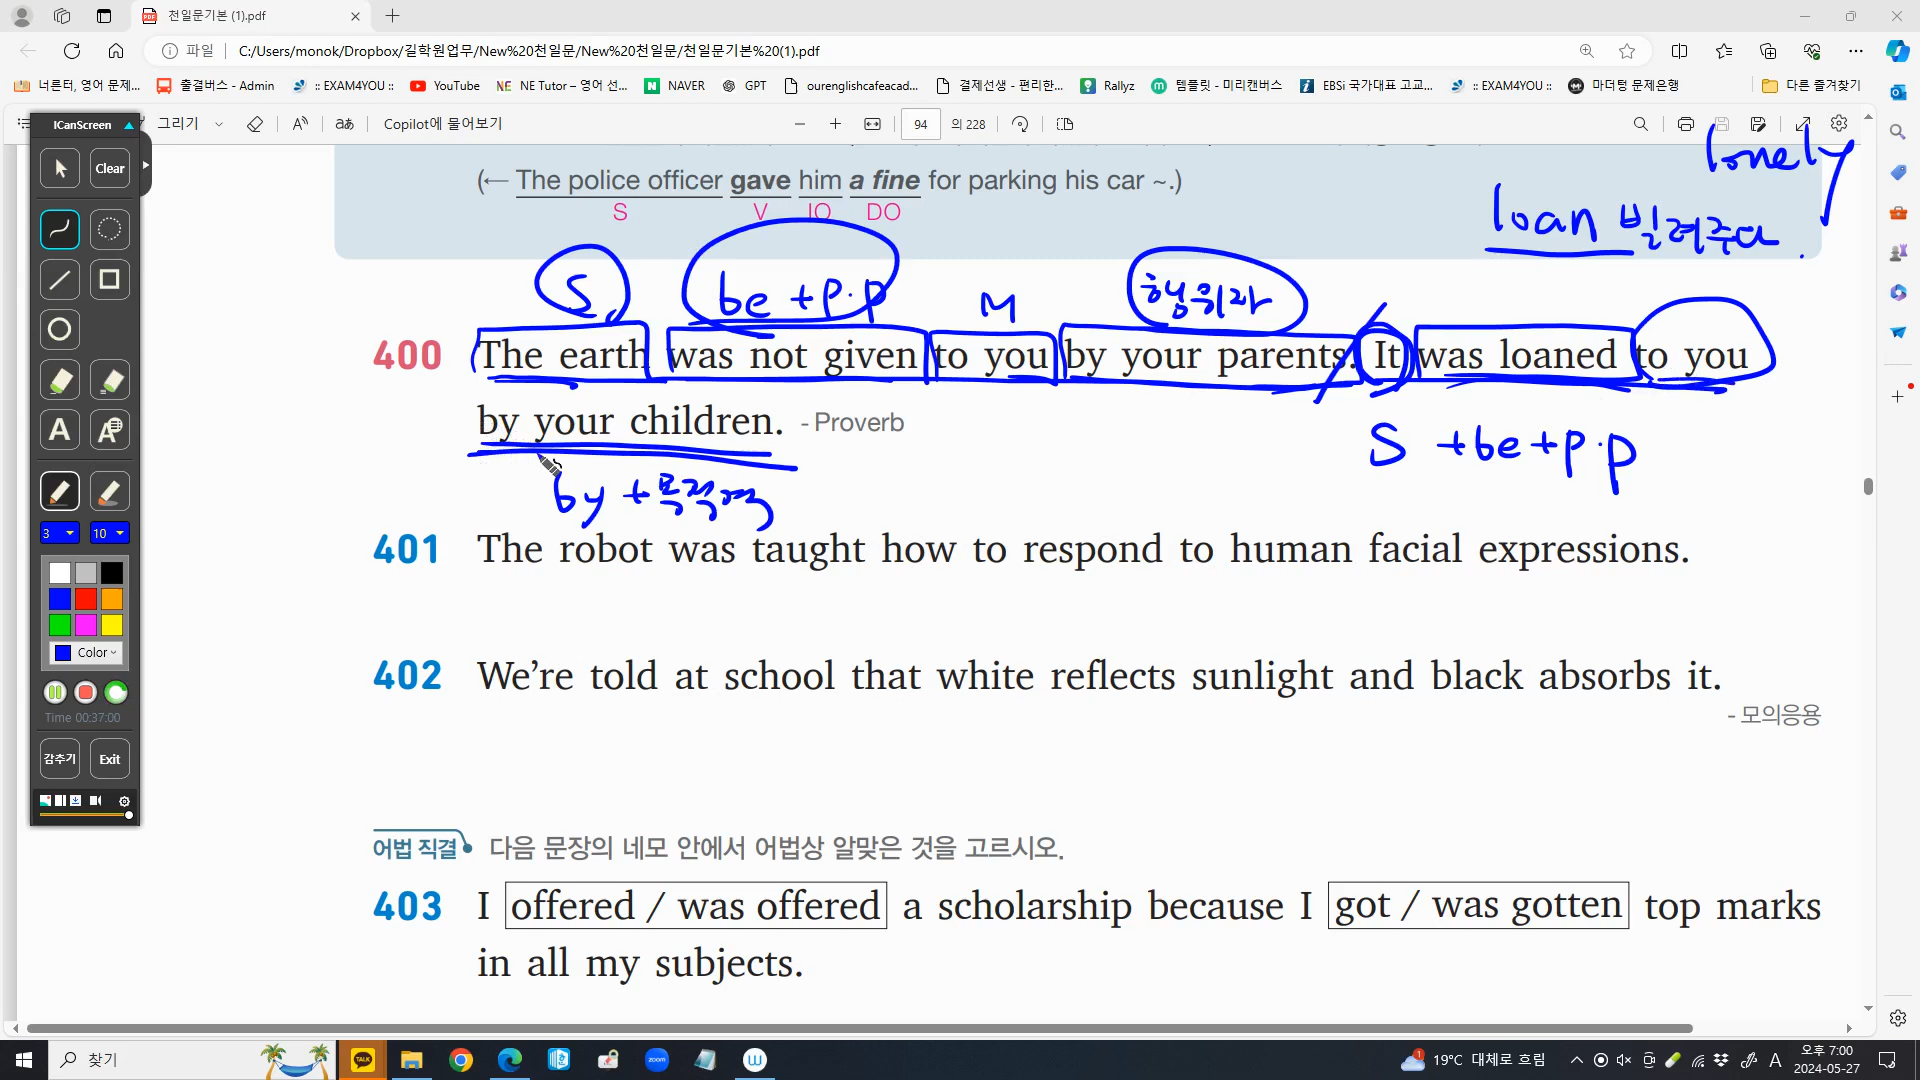 천일문기본 (1).pdf
파일 C:/Users/monok/Dropbox/길학원업무/New%20천일문/New%20천일문/천일문기본%20(1).pdf
너른터, 영어 문제... 출결버스 - Admin :: EXAM4YOU :: YouTube NE Tutor – 영어 선... NAVER GPT ourenglishcafeacad... 결제선생 - 편리한... Rallyz 템플릿 - 미리캔버스 EBSi 국가대표 고교... :: EXAM4YOU :: 마더텅 문제은행 다른 즐겨찾기
그리기 Copilot에 물어보기 94 의 228
ICanScreen
Clear
3 10
Color
Time 00:37:00
감추기 Exit
lonely
(← The police officer gave him a fine for parking his car ~.)
S V IO DO
loan 빌려주다
S be+p.p M 행위자
400 The earth was not given to you by your parents. It was loaned to you
by your children. - Proverb
S +be+p.p
by +목적격
401 The robot was taught how to respond to human facial expressions.
402 We're told at school that white reflects sunlight and black absorbs it.
- 모의응용
어법 직결 다음 문장의 네모 안에서 어법상 알맞은 것을 고르시오.
403 I offered / was offered a scholarship because I got / was gotten top marks
in all my subjects.
찾기
19°C 대체로 흐림 A 오후 7:00
2024-05-27